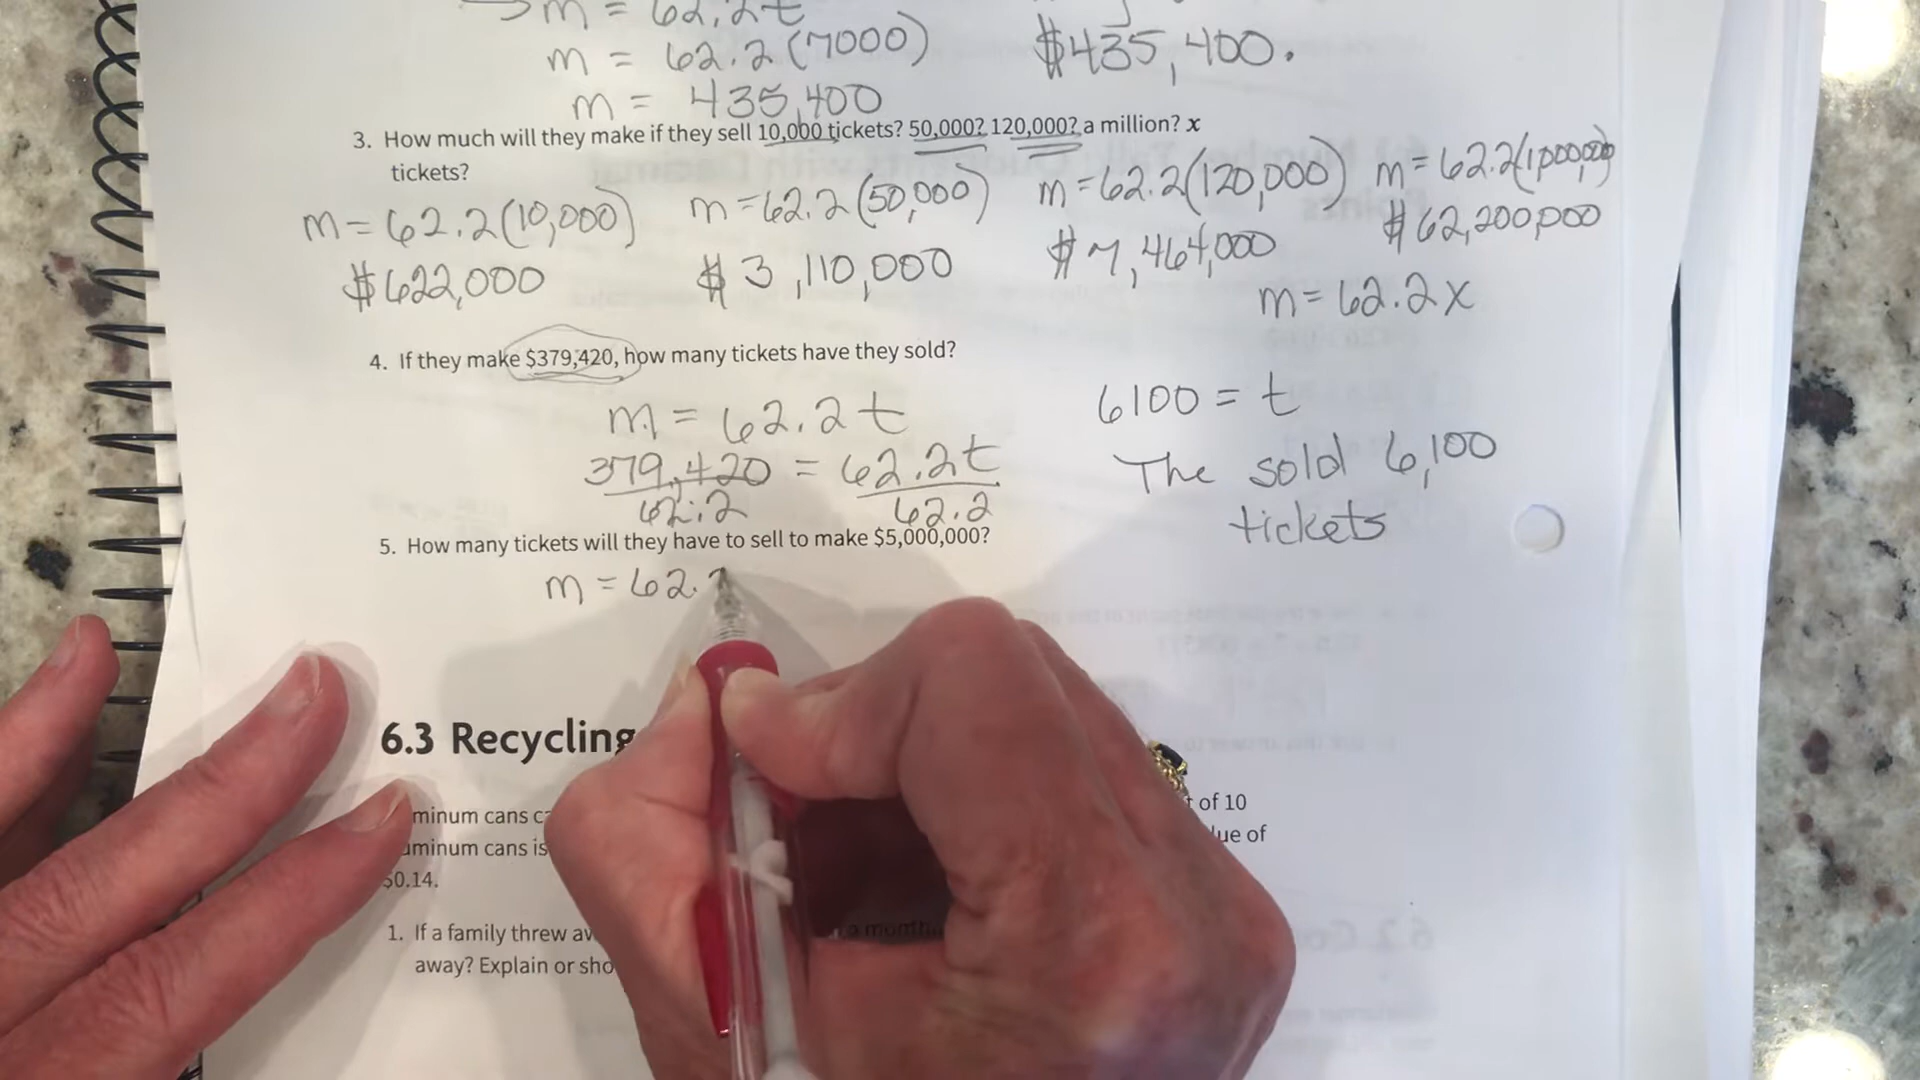 m = 62.2t
m = 62.2(7000)
$435,400.
m = 435,400
3. How much will they make if they sell 10,000 tickets? 50,000? 120,000? a million? x
tickets?
m=62.2(10,000)
$622,000
m=62.2(50,000)
$3,110,000
m=62.2(120,000)
$7,464,000
m=62.2(1,000,000)
$62,200,000
m=62.2x
4. If they make $379,420, how many tickets have they sold?
m = 62.2t
379,420 = 62.2t
62.2 62.2
6100 = t
The sold 6,100
tickets
5. How many tickets will they have to sell to make $5,000,000?
m = 62.
6.3 Recycling
minum cans
of 10
uminum cans is
lue of
$0.14.
1. If a family threw
month
away? Explain or sho